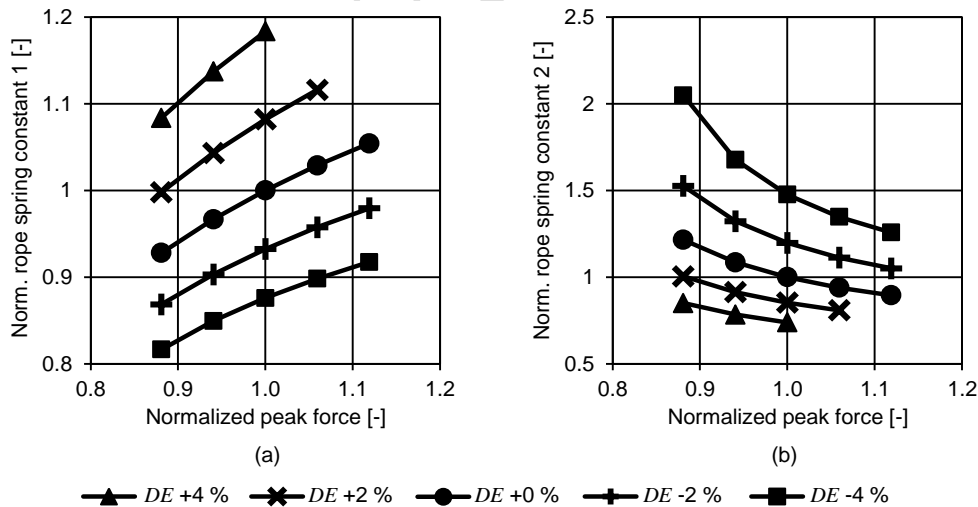 Norm. rope spring constant 1 [-]
1.2
1.1
1
0.9
0.8
0.8
0.9
1.0
1.1
1.2
Normalized peak force [-]
(a)
Norm. rope spring constant 2 [-]
2.5
2
1.5
1
0.5
0.8
0.9
1.0
1.1
1.2
Normalized peak force [-]
(b)
DE +4 %
DE +2 %
DE +0 %
DE -2 %
DE -4 %